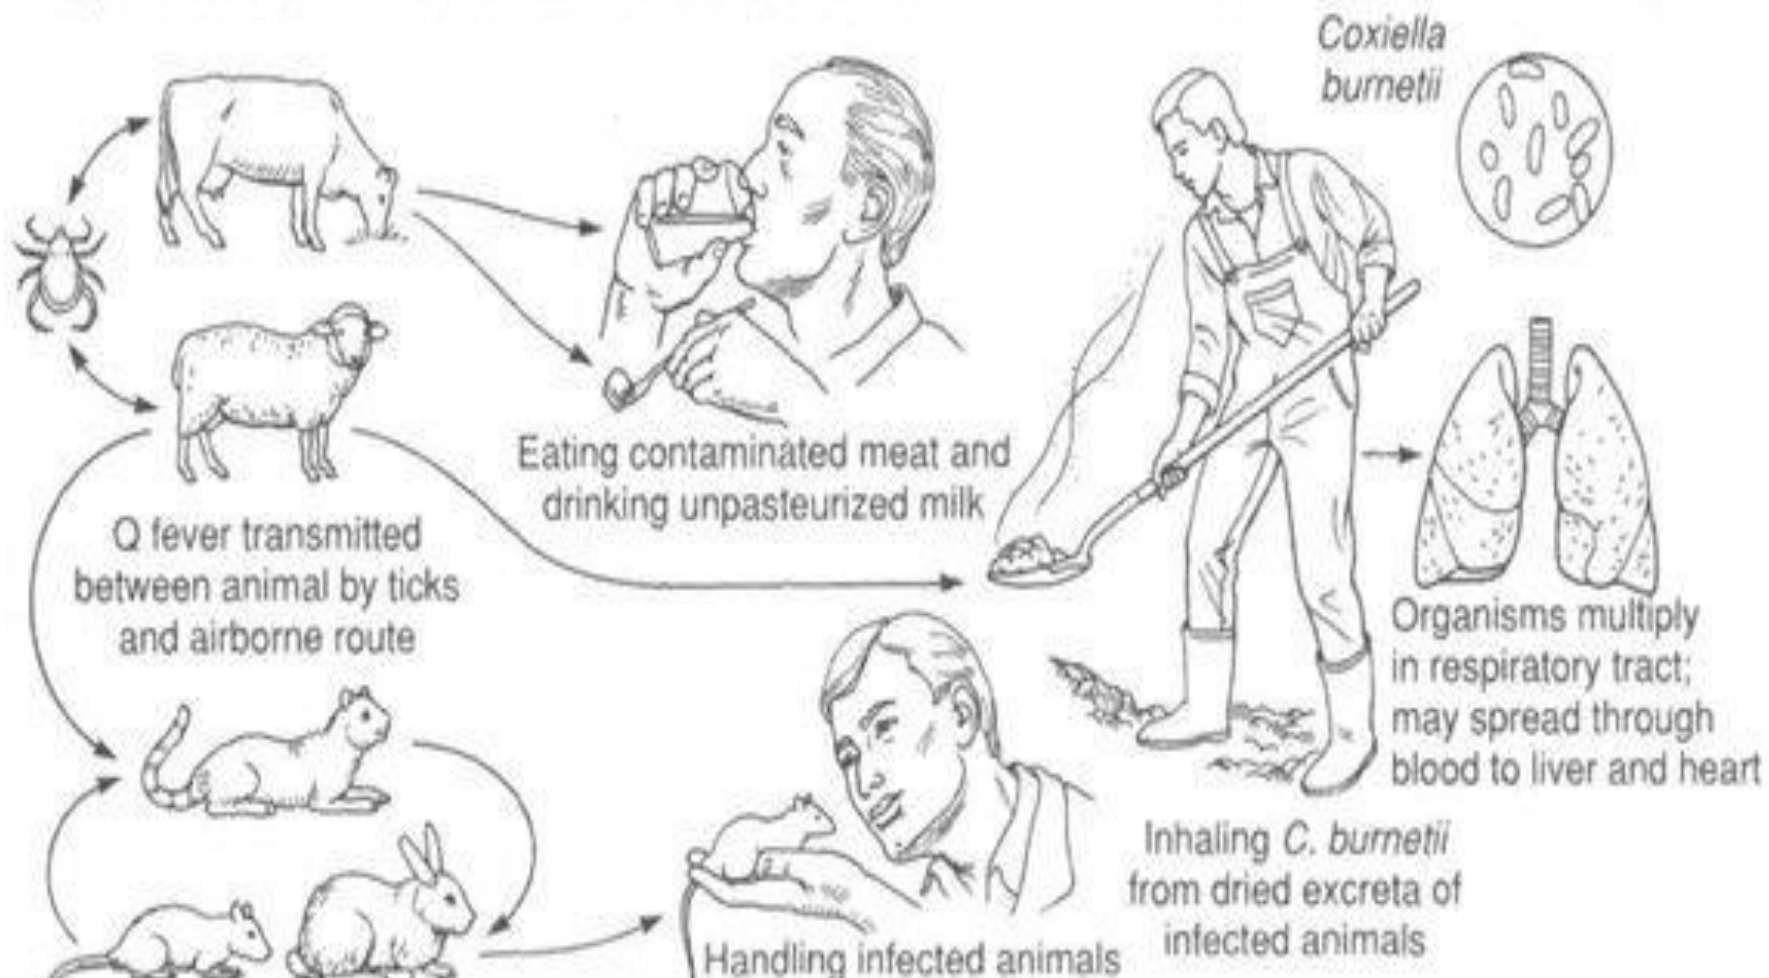 Coxiella
burnetii
Eating contaminated meat and
drinking unpasteurized milk
Q fever transmitted
between animal by ticks
and airborne route
Organisms multiply
in respiratory tract;
may spread through
blood to liver and heart
Inhaling C. burnetii
from dried excreta of
infected animals
Handling infected animals